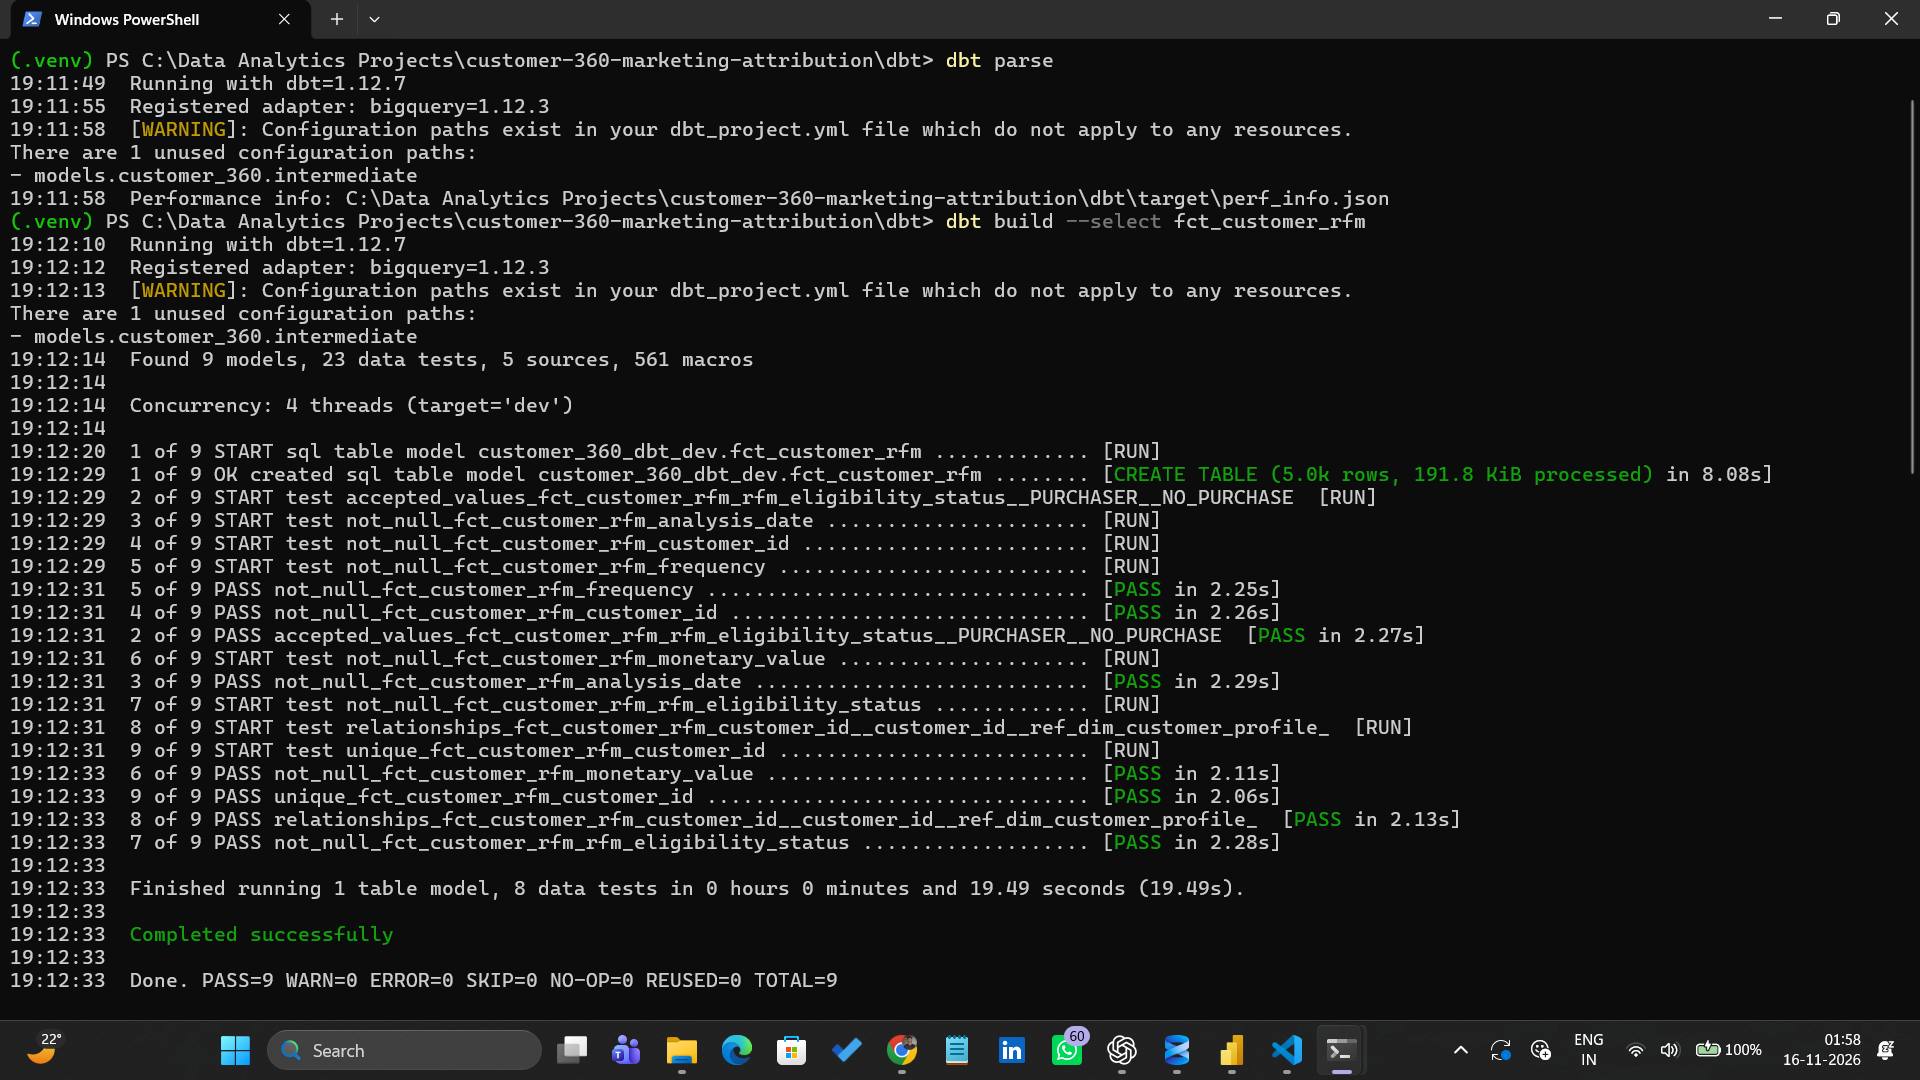 Windows PowerShell
(.venv) PS C:\Data Analytics Projects\customer-360-marketing-attribution\dbt> dbt parse
19:11:49  Running with dbt=1.12.7
19:11:55  Registered adapter: bigquery=1.12.3
19:11:58  [WARNING]: Configuration paths exist in your dbt_project.yml file which do not apply to any resources.
There are 1 unused configuration paths:
- models.customer_360.intermediate
19:11:58  Performance info: C:\Data Analytics Projects\customer-360-marketing-attribution\dbt\target\perf_info.json
(.venv) PS C:\Data Analytics Projects\customer-360-marketing-attribution\dbt> dbt build --select fct_customer_rfm
19:12:10  Running with dbt=1.12.7
19:12:12  Registered adapter: bigquery=1.12.3
19:12:13  [WARNING]: Configuration paths exist in your dbt_project.yml file which do not apply to any resources.
There are 1 unused configuration paths:
- models.customer_360.intermediate
19:12:14  Found 9 models, 23 data tests, 5 sources, 561 macros
19:12:14
19:12:14  Concurrency: 4 threads (target='dev')
19:12:14
19:12:20  1 of 9 START sql table model customer_360_dbt_dev.fct_customer_rfm ............. [RUN]
19:12:29  1 of 9 OK created sql table model customer_360_dbt_dev.fct_customer_rfm ........ [CREATE TABLE (5.0k rows, 191.8 KiB processed) in 8.08s]
19:12:29  2 of 9 START test accepted_values_fct_customer_rfm_rfm_eligibility_status__PURCHASER__NO_PURCHASE  [RUN]
19:12:29  3 of 9 START test not_null_fct_customer_rfm_analysis_date ...................... [RUN]
19:12:29  4 of 9 START test not_null_fct_customer_rfm_customer_id ........................ [RUN]
19:12:29  5 of 9 START test not_null_fct_customer_rfm_frequency .......................... [RUN]
19:12:31  5 of 9 PASS not_null_fct_customer_rfm_frequency ................................ [PASS in 2.25s]
19:12:31  4 of 9 PASS not_null_fct_customer_rfm_customer_id .............................. [PASS in 2.26s]
19:12:31  2 of 9 PASS accepted_values_fct_customer_rfm_rfm_eligibility_status__PURCHASER__NO_PURCHASE  [PASS in 2.27s]
19:12:31  6 of 9 START test not_null_fct_customer_rfm_monetary_value ..................... [RUN]
19:12:31  3 of 9 PASS not_null_fct_customer_rfm_analysis_date ............................ [PASS in 2.29s]
19:12:31  7 of 9 START test not_null_fct_customer_rfm_rfm_eligibility_status ............. [RUN]
19:12:31  8 of 9 START test relationships_fct_customer_rfm_customer_id__customer_id__ref_dim_customer_profile_  [RUN]
19:12:31  9 of 9 START test unique_fct_customer_rfm_customer_id .......................... [RUN]
19:12:33  6 of 9 PASS not_null_fct_customer_rfm_monetary_value ........................... [PASS in 2.11s]
19:12:33  9 of 9 PASS unique_fct_customer_rfm_customer_id ................................ [PASS in 2.06s]
19:12:33  8 of 9 PASS relationships_fct_customer_rfm_customer_id__customer_id__ref_dim_customer_profile_  [PASS in 2.13s]
19:12:33  7 of 9 PASS not_null_fct_customer_rfm_rfm_eligibility_status ................... [PASS in 2.28s]
19:12:33
19:12:33  Finished running 1 table model, 8 data tests in 0 hours 0 minutes and 19.49 seconds (19.49s).
19:12:33
19:12:33  Completed successfully
19:12:33
19:12:33  Done. PASS=9 WARN=0 ERROR=0 SKIP=0 NO-OP=0 REUSED=0 TOTAL=9
22°
Search
60
ENG
IN
100%
01:58
16-11-2026